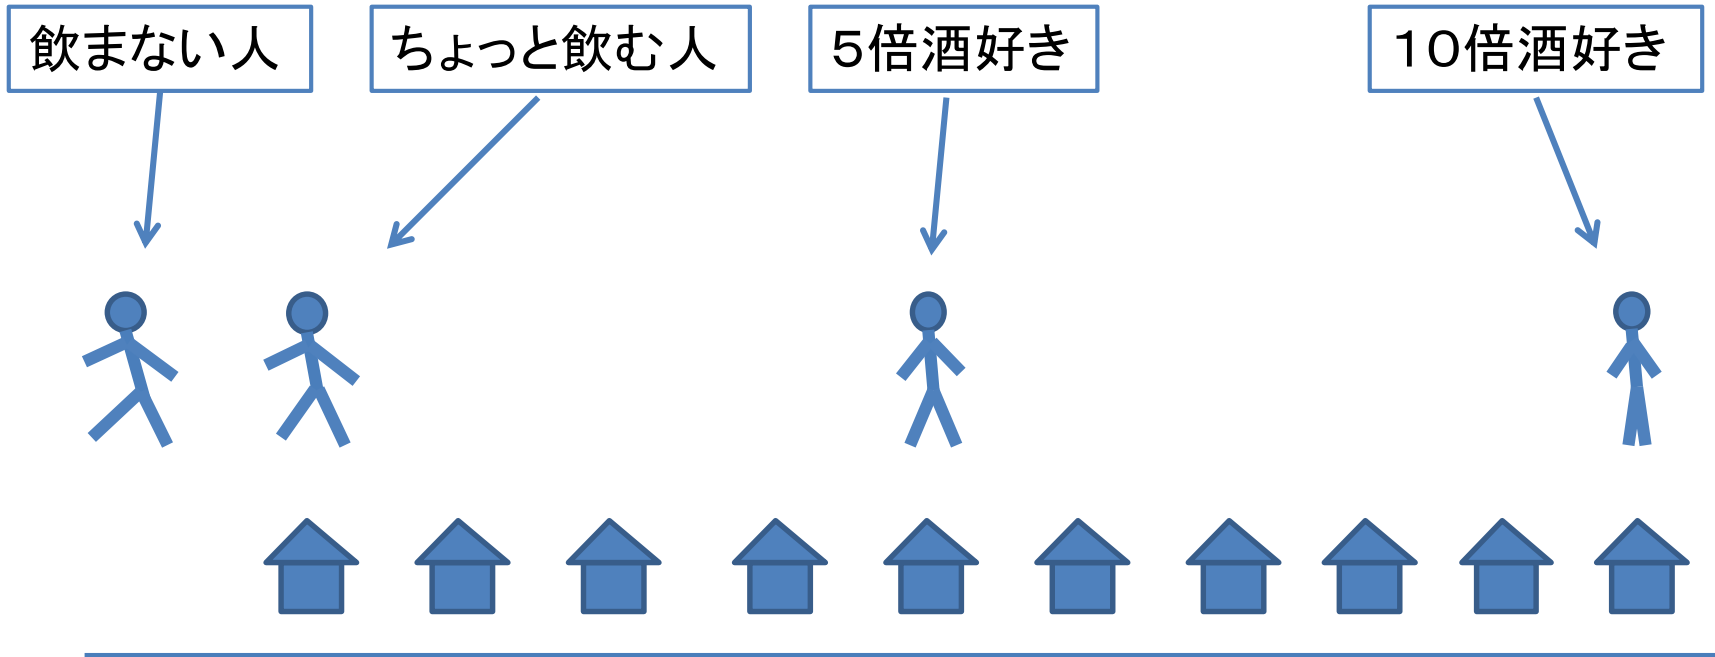 飲まない人
ちょっと飲む人
５倍酒好き
１０倍酒好き